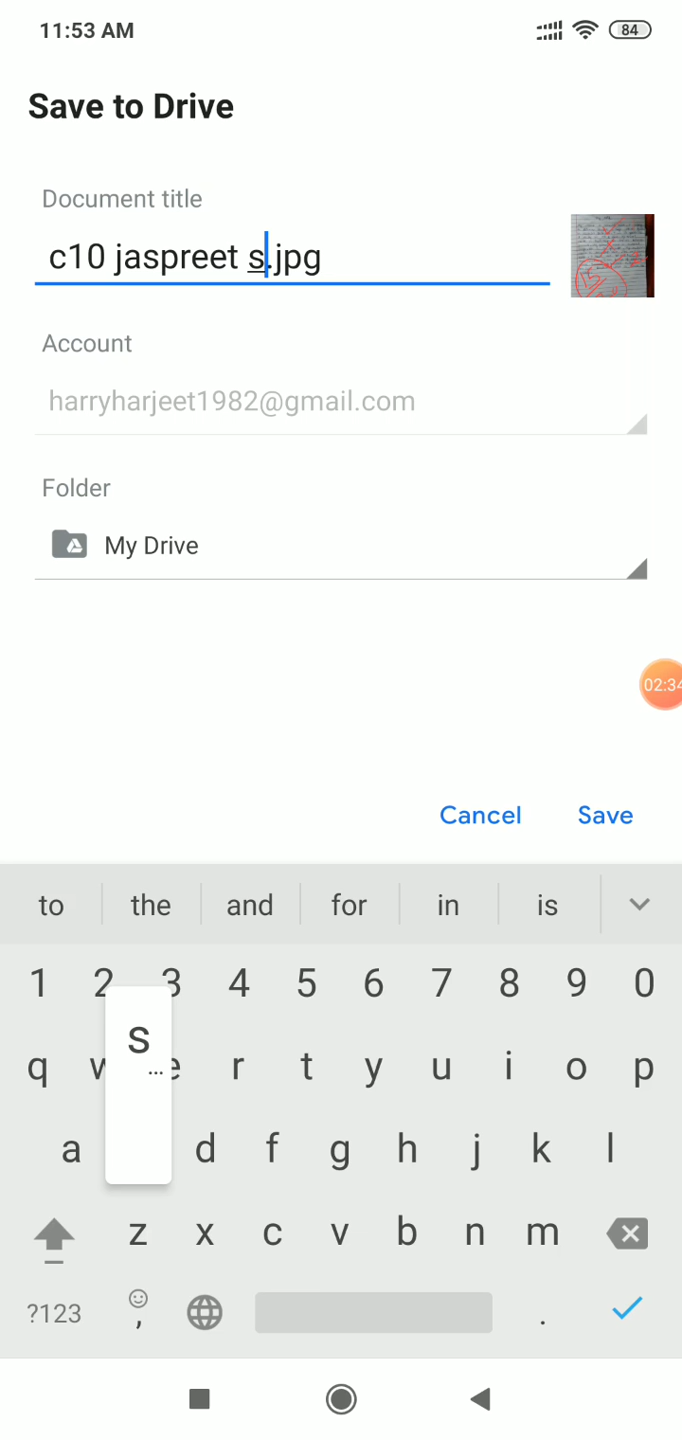 11:53 AM 84
Save to Drive
Document title
c10 jaspreet s.jpg
Account
harryharjeet1982@gmail.com
Folder
My Drive
02:34
Cancel Save
to the and for in is
1 2 3 4 5 6 7 8 9 0
q w e r t y u i o p
s...
a d f g h j k l
z x c v b n m
?123 , .